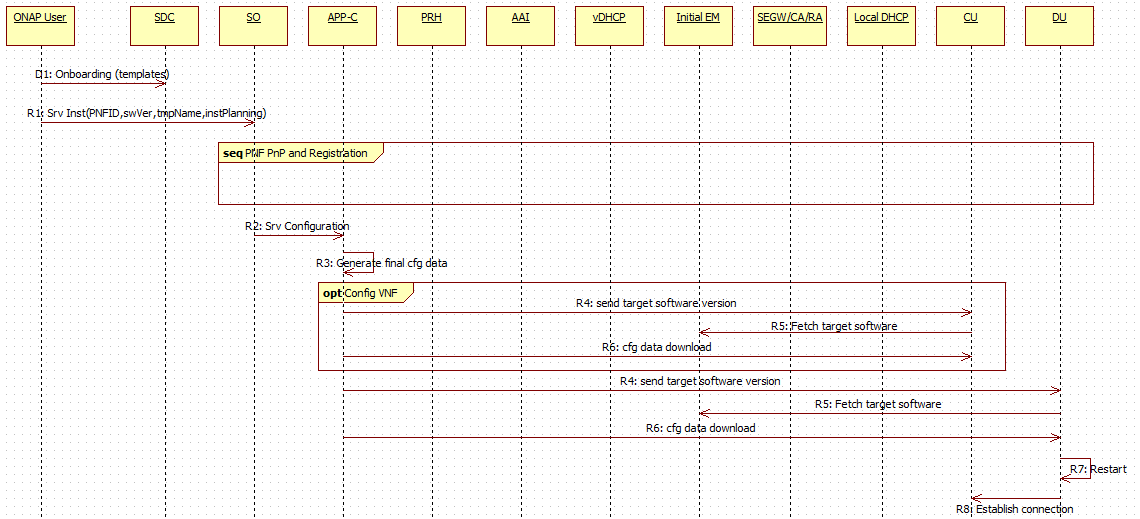 ONAP User
SDC
SO
APP-C
PRH
AAI
vDHCP
Initial EM
SEGW/CA/RA
Local DHCP
CU
DU
D1: Onboarding (templates)
R1: Srv Inst(PNFID,swVer,tmpName,instPlanning)
seq PNF PnP and Registration
R2: Srv Configuration
R3: Generate final cfg data
opt Config VNF
R4: send target software version
R5: Fetch target software
R6: cfg data download
R4: send target software version
R5: Fetch target software
R6: cfg data download
R7: Restart
R8: Establish connection